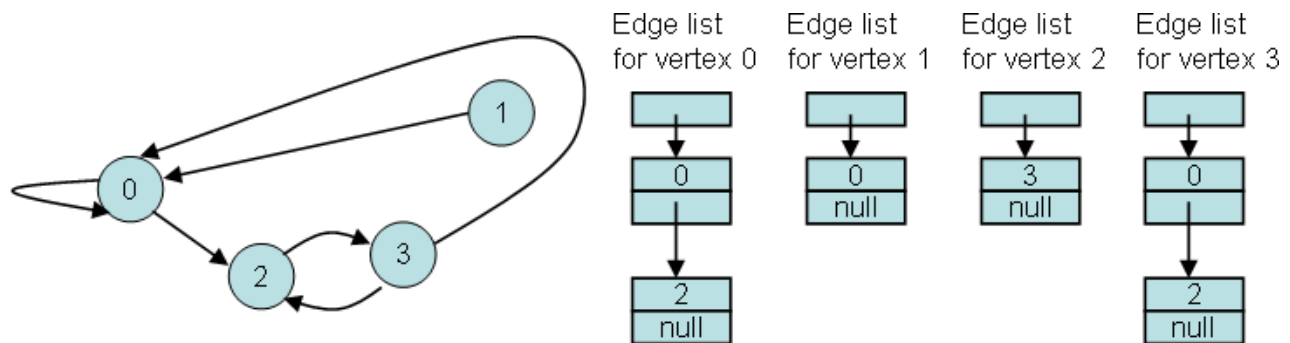 Edge list
for vertex 0
Edge list
for vertex 1
Edge list
for vertex 2
Edge list
for vertex 3
1
0
3
2
0
2
null
0
null
3
null
0
2
null